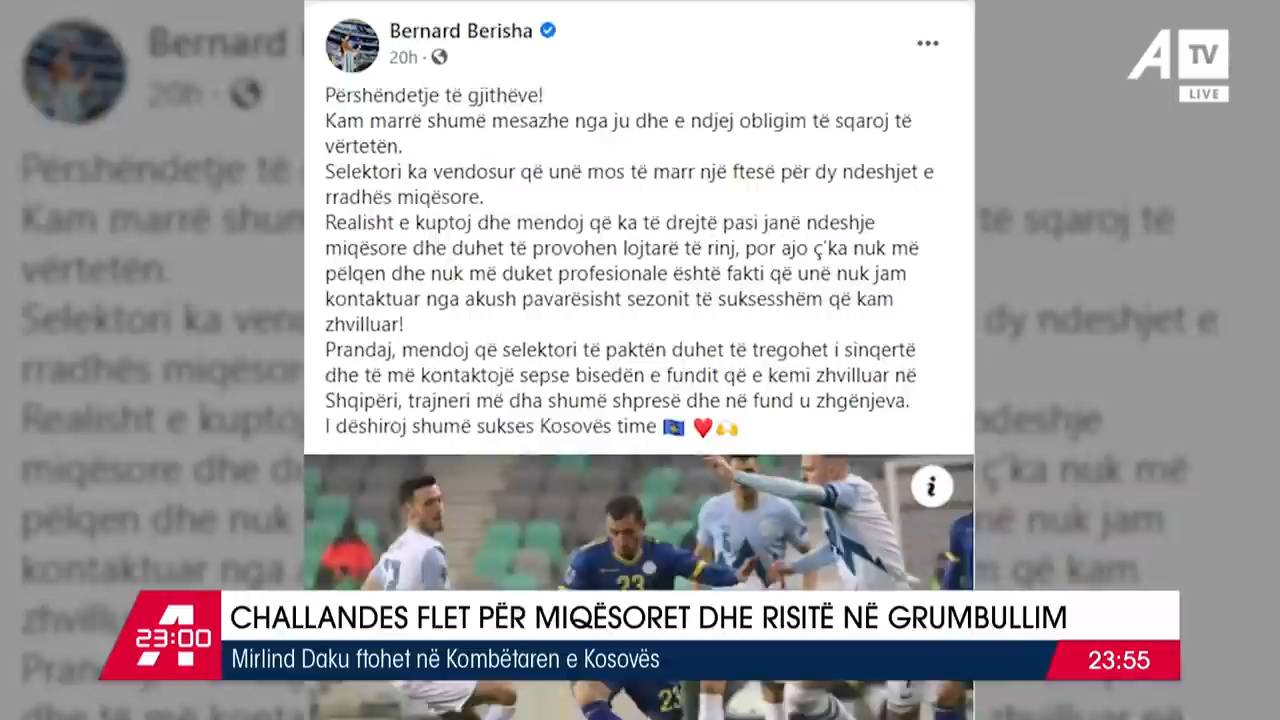 Bernard Berisha
20h
Përshëndetje të gjithëve!
Kam marrë shumë mesazhe nga ju dhe e ndjej obligim të sqaroj të
vërtetën.
Selektori ka vendosur që unë mos të marr një ftesë për dy ndeshjet e
rradhës miqësore.
Realisht e kuptoj dhe mendoj që ka të drejtë pasi janë ndeshje
miqësore dhe duhet të provohen lojtarë të rinj, por ajo ç'ka nuk më
pëlqen dhe nuk më duket profesionale është fakti që unë nuk jam
kontaktuar nga akush pavarësisht sezonit të suksesshëm që kam
zhvilluar!
Prandaj, mendoj që selektori të paktën duhet të tregohet i sinqertë
dhe të më kontaktojë sepse bisedën e fundit që e kemi zhvilluar në
Shqipëri, trajneri më dha shumë shpresë dhe në fund u zhgënjeva.
I dëshiroj shumë sukses Kosovës time 🇽🇰 ❤️🫶
A TV
LIVE
23
23
23:00
CHALLANDES FLET PËR MIQËSORET DHE RISITË NË GRUMBULLIM
Mirlind Daku ftohet në Kombëtaren e Kosovës
23:55